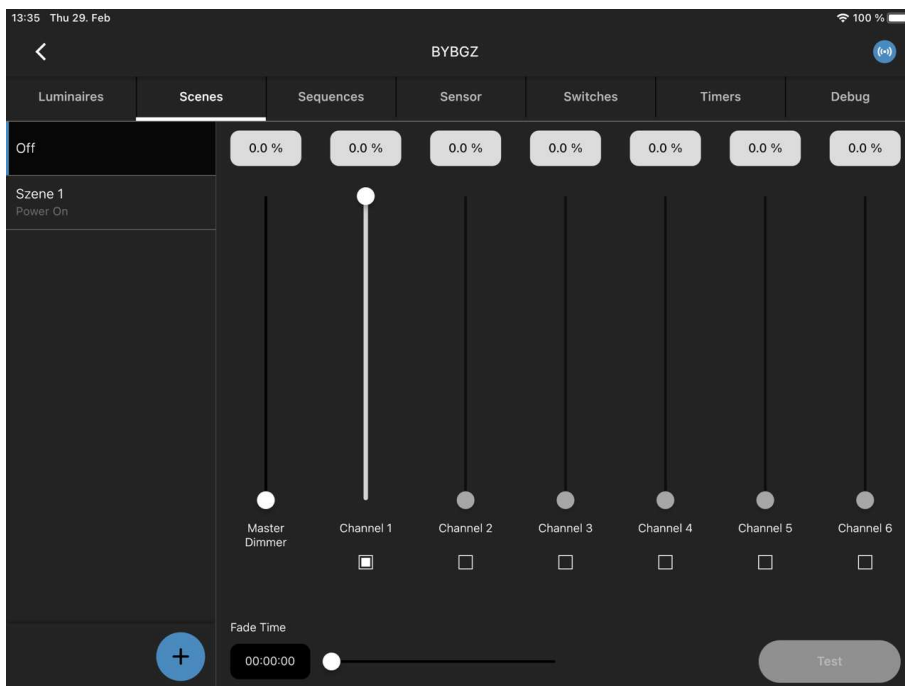 13:35 Thu 29. Feb 100 %
BYBGZ
Luminaires Scenes Sequences Sensor Switches Timers Debug
Off
Szene 1
Power On
0.0 % 0.0 % 0.0 % 0.0 % 0.0 % 0.0 % 0.0 %
Master Dimmer
Channel 1
Channel 2
Channel 3
Channel 4
Channel 5
Channel 6
Fade Time
00:00:00
Test